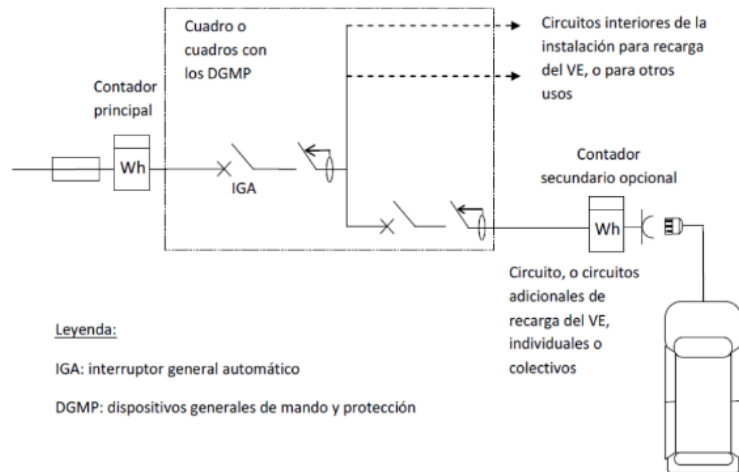 Cuadro o
cuadros con
los DGMP
Circuitos interiores de la
instalación para recarga
del VE, o para otros
usos
Contador
principal
Wh
IGA
Contador
secundario opcional
Wh
Circuito, o circuitos
adicionales de
recarga del VE,
individuales o
colectivos
Leyenda:
IGA: interruptor general automático
DGMP: dispositivos generales de mando y protección